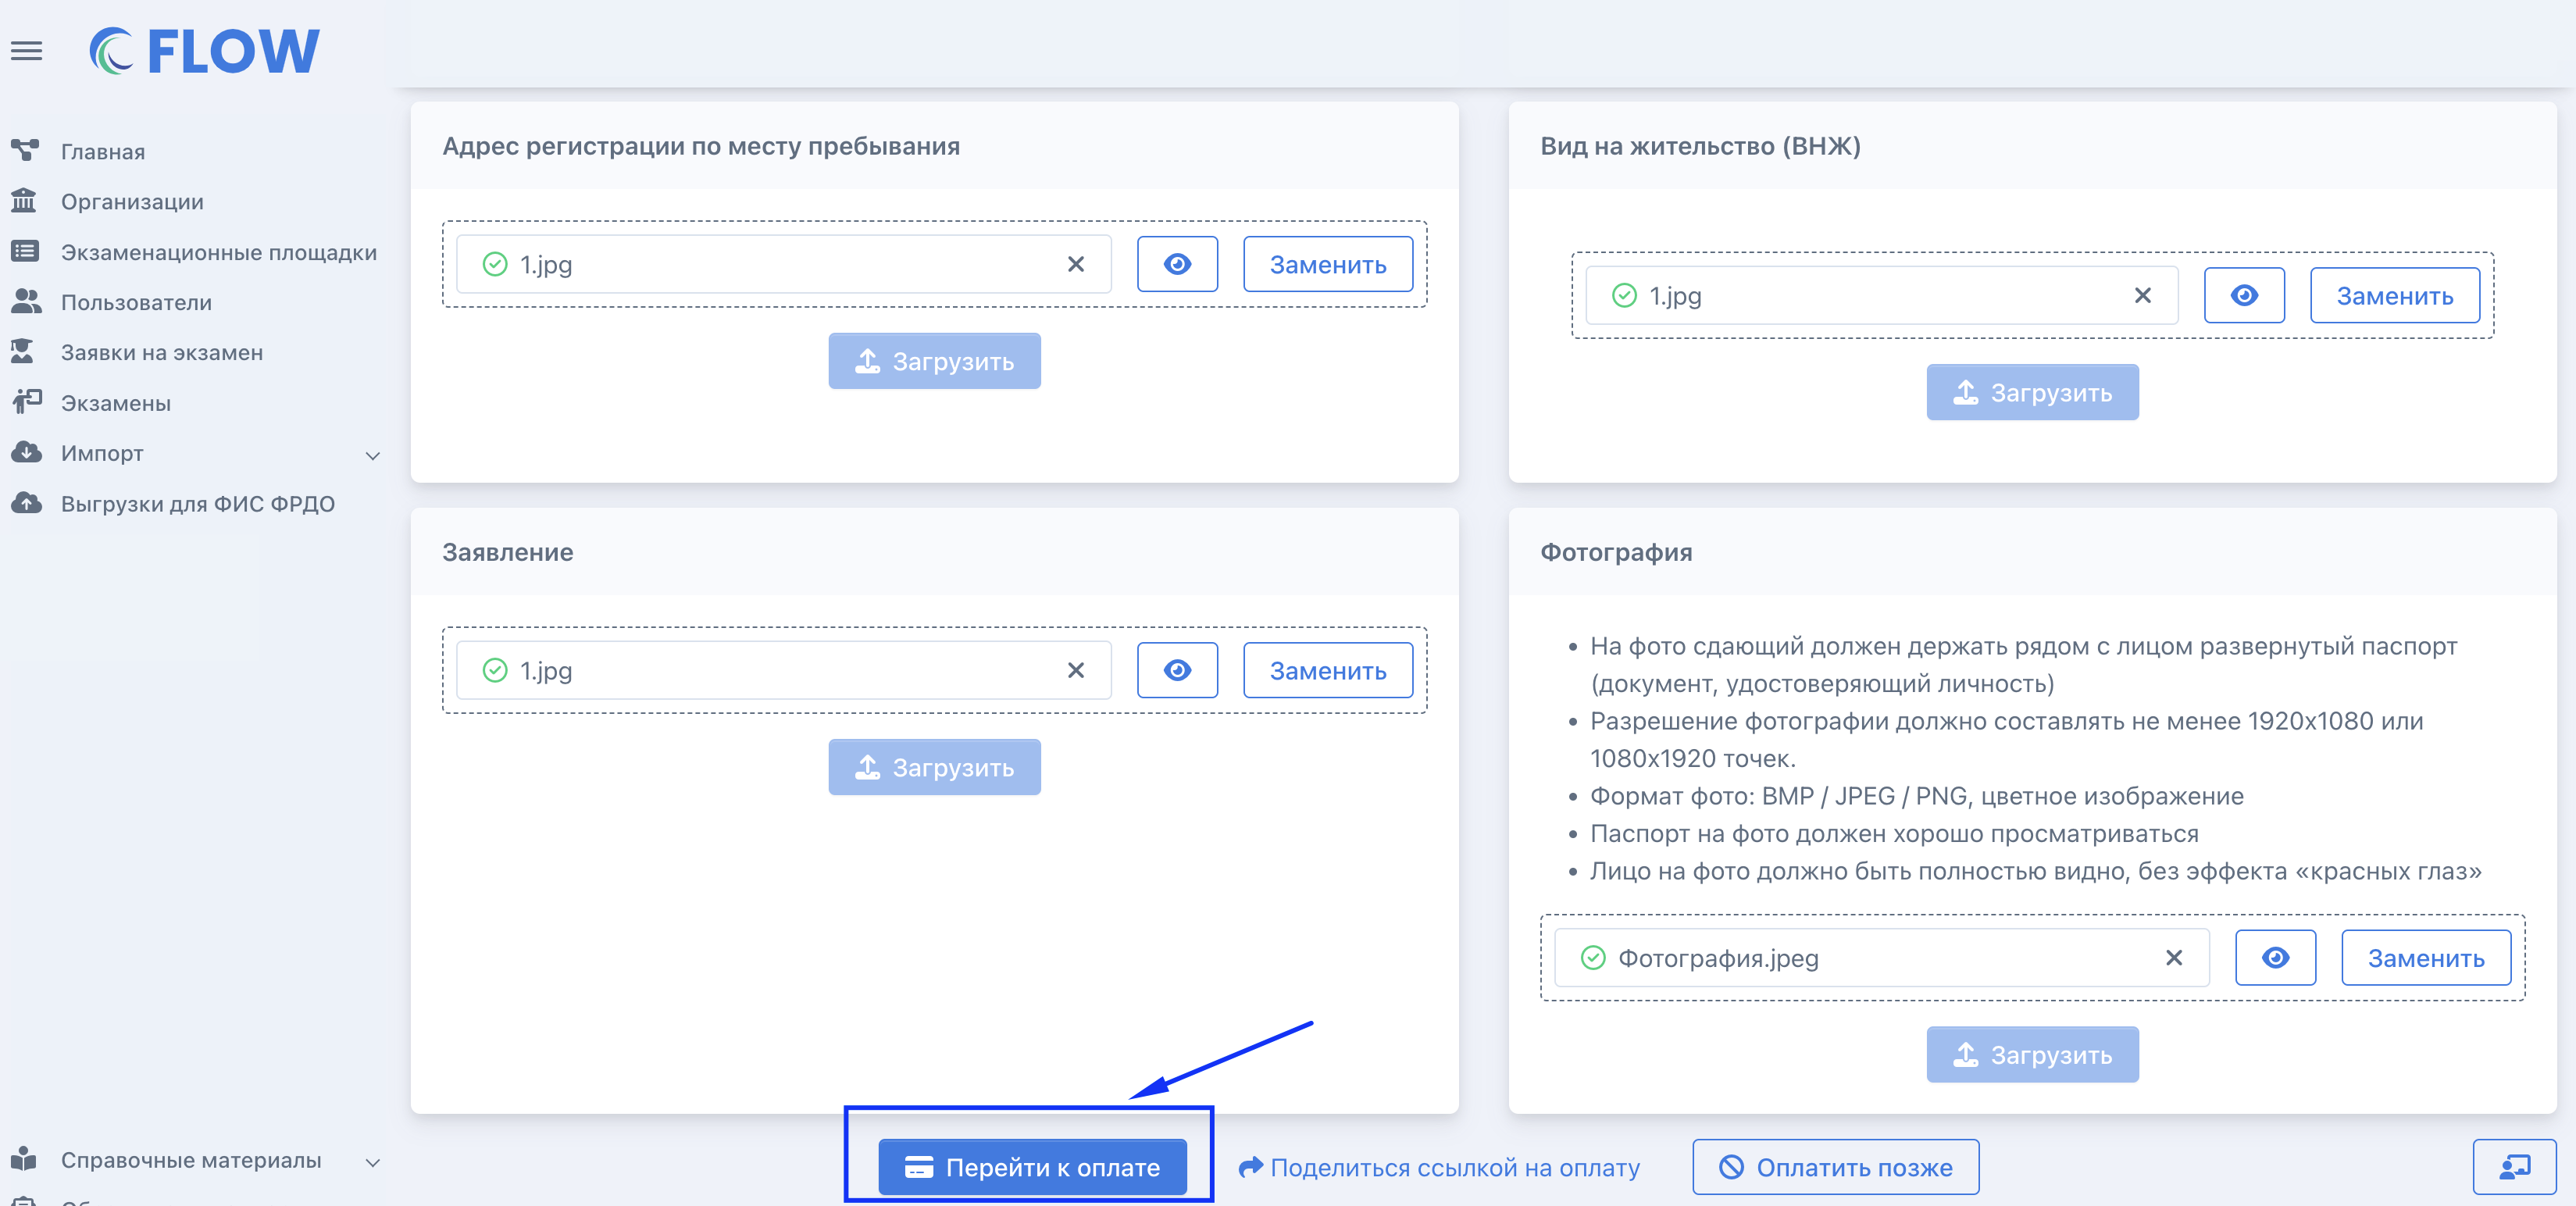 FLOW
Главная
Организации
Экзаменационные площадки
Пользователи
Заявки на экзамен
Экзамены
Импорт
Выгрузки для ФИС ФРДО
Справочные материалы
Адрес регистрации по месту пребывания
1.jpg
Заменить
Загрузить
Вид на жительство (ВНЖ)
1.jpg
Заменить
Загрузить
Заявление
1.jpg
Заменить
Загрузить
Фотография
• На фото сдающий должен держать рядом с лицом развернутый паспорт
(документ, удостоверяющий личность)
• Разрешение фотографии должно составлять не менее 1920x1080 или
1080x1920 точек.
• Формат фото: BMP / JPEG / PNG, цветное изображение
• Паспорт на фото должен хорошо просматриваться
• Лицо на фото должно быть полностью видно, без эффекта «красных глаз»
Фотография.jpeg
Заменить
Загрузить
Перейти к оплате
Поделиться ссылкой на оплату
Оплатить позже